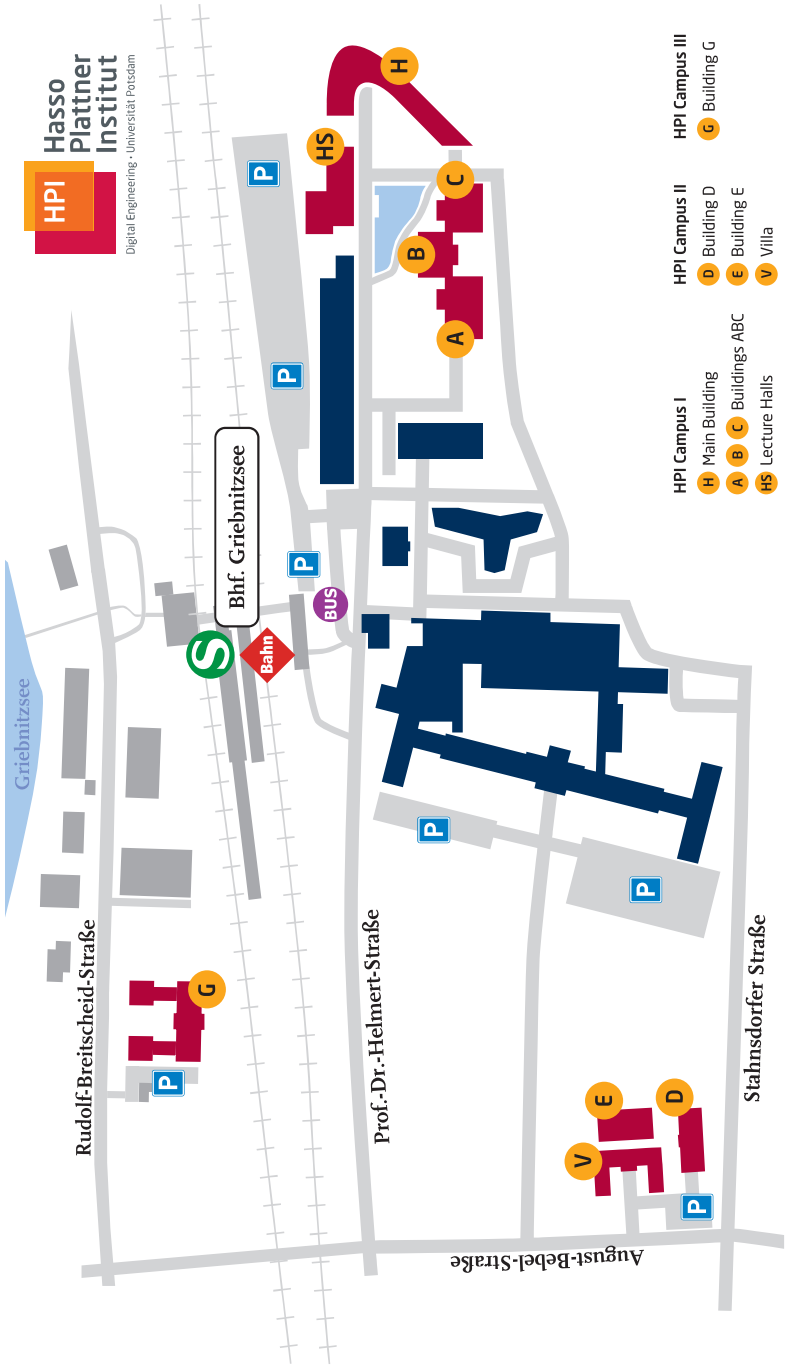 HPI
Hasso
Plattner
Institut
Digital Engineering • Universität Potsdam
Griebnitzsee
Rudolf-Breitscheid-Straße
G
P
S
Bahn
Bhf. Griebnitzsee
BUS
P
P
P
HS
H
C
B
A
Prof.-Dr.-Helmert-Straße
P
P
August-Bebel-Straße
V
E
D
P
Stahnsdorfer Straße
HPI Campus I
H Main Building
A B C Buildings ABC
HS Lecture Halls
HPI Campus II
D Building D
E Building E
V Villa
HPI Campus III
G Building G